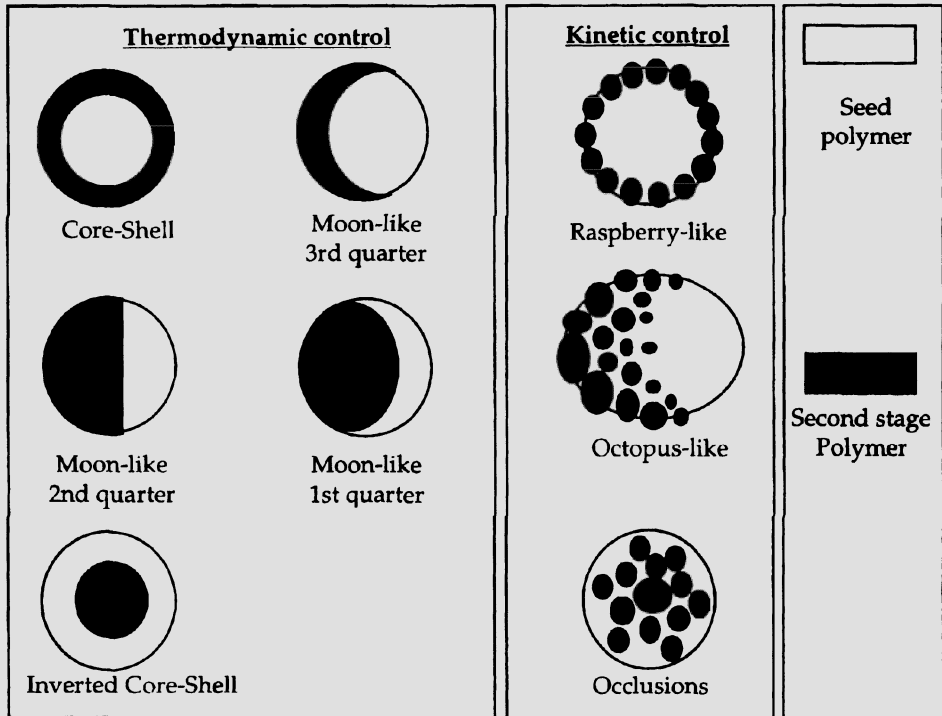 Thermodynamic control
Core-Shell
Moon-like
3rd quarter
Moon-like
2nd quarter
Moon-like
1st quarter
Inverted Core-Shell
Kinetic control
Raspberry-like
Octopus-like
Occlusions
Seed
polymer
Second stage
Polymer